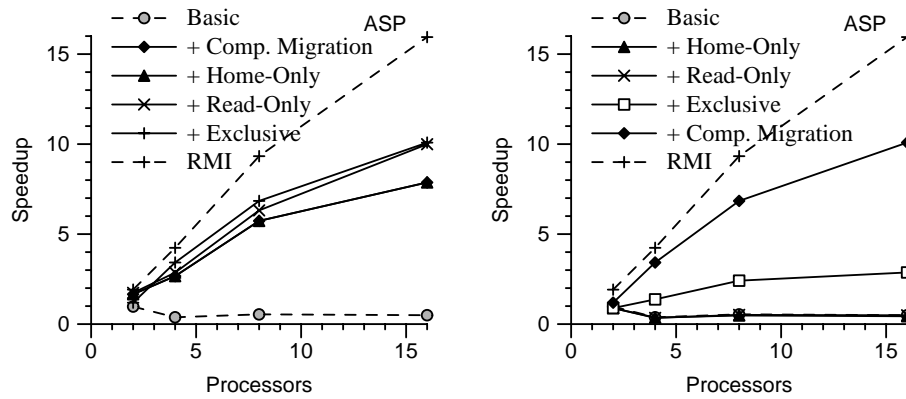 Basic
ASP
+ Comp. Migration
+ Home-Only
+ Read-Only
+ Exclusive
RMI
15
10
5
0
Speedup
0 5 10 15
Processors
Basic
ASP
+ Home-Only
+ Read-Only
+ Exclusive
+ Comp. Migration
RMI
15
10
5
0
Speedup
0 5 10 15
Processors